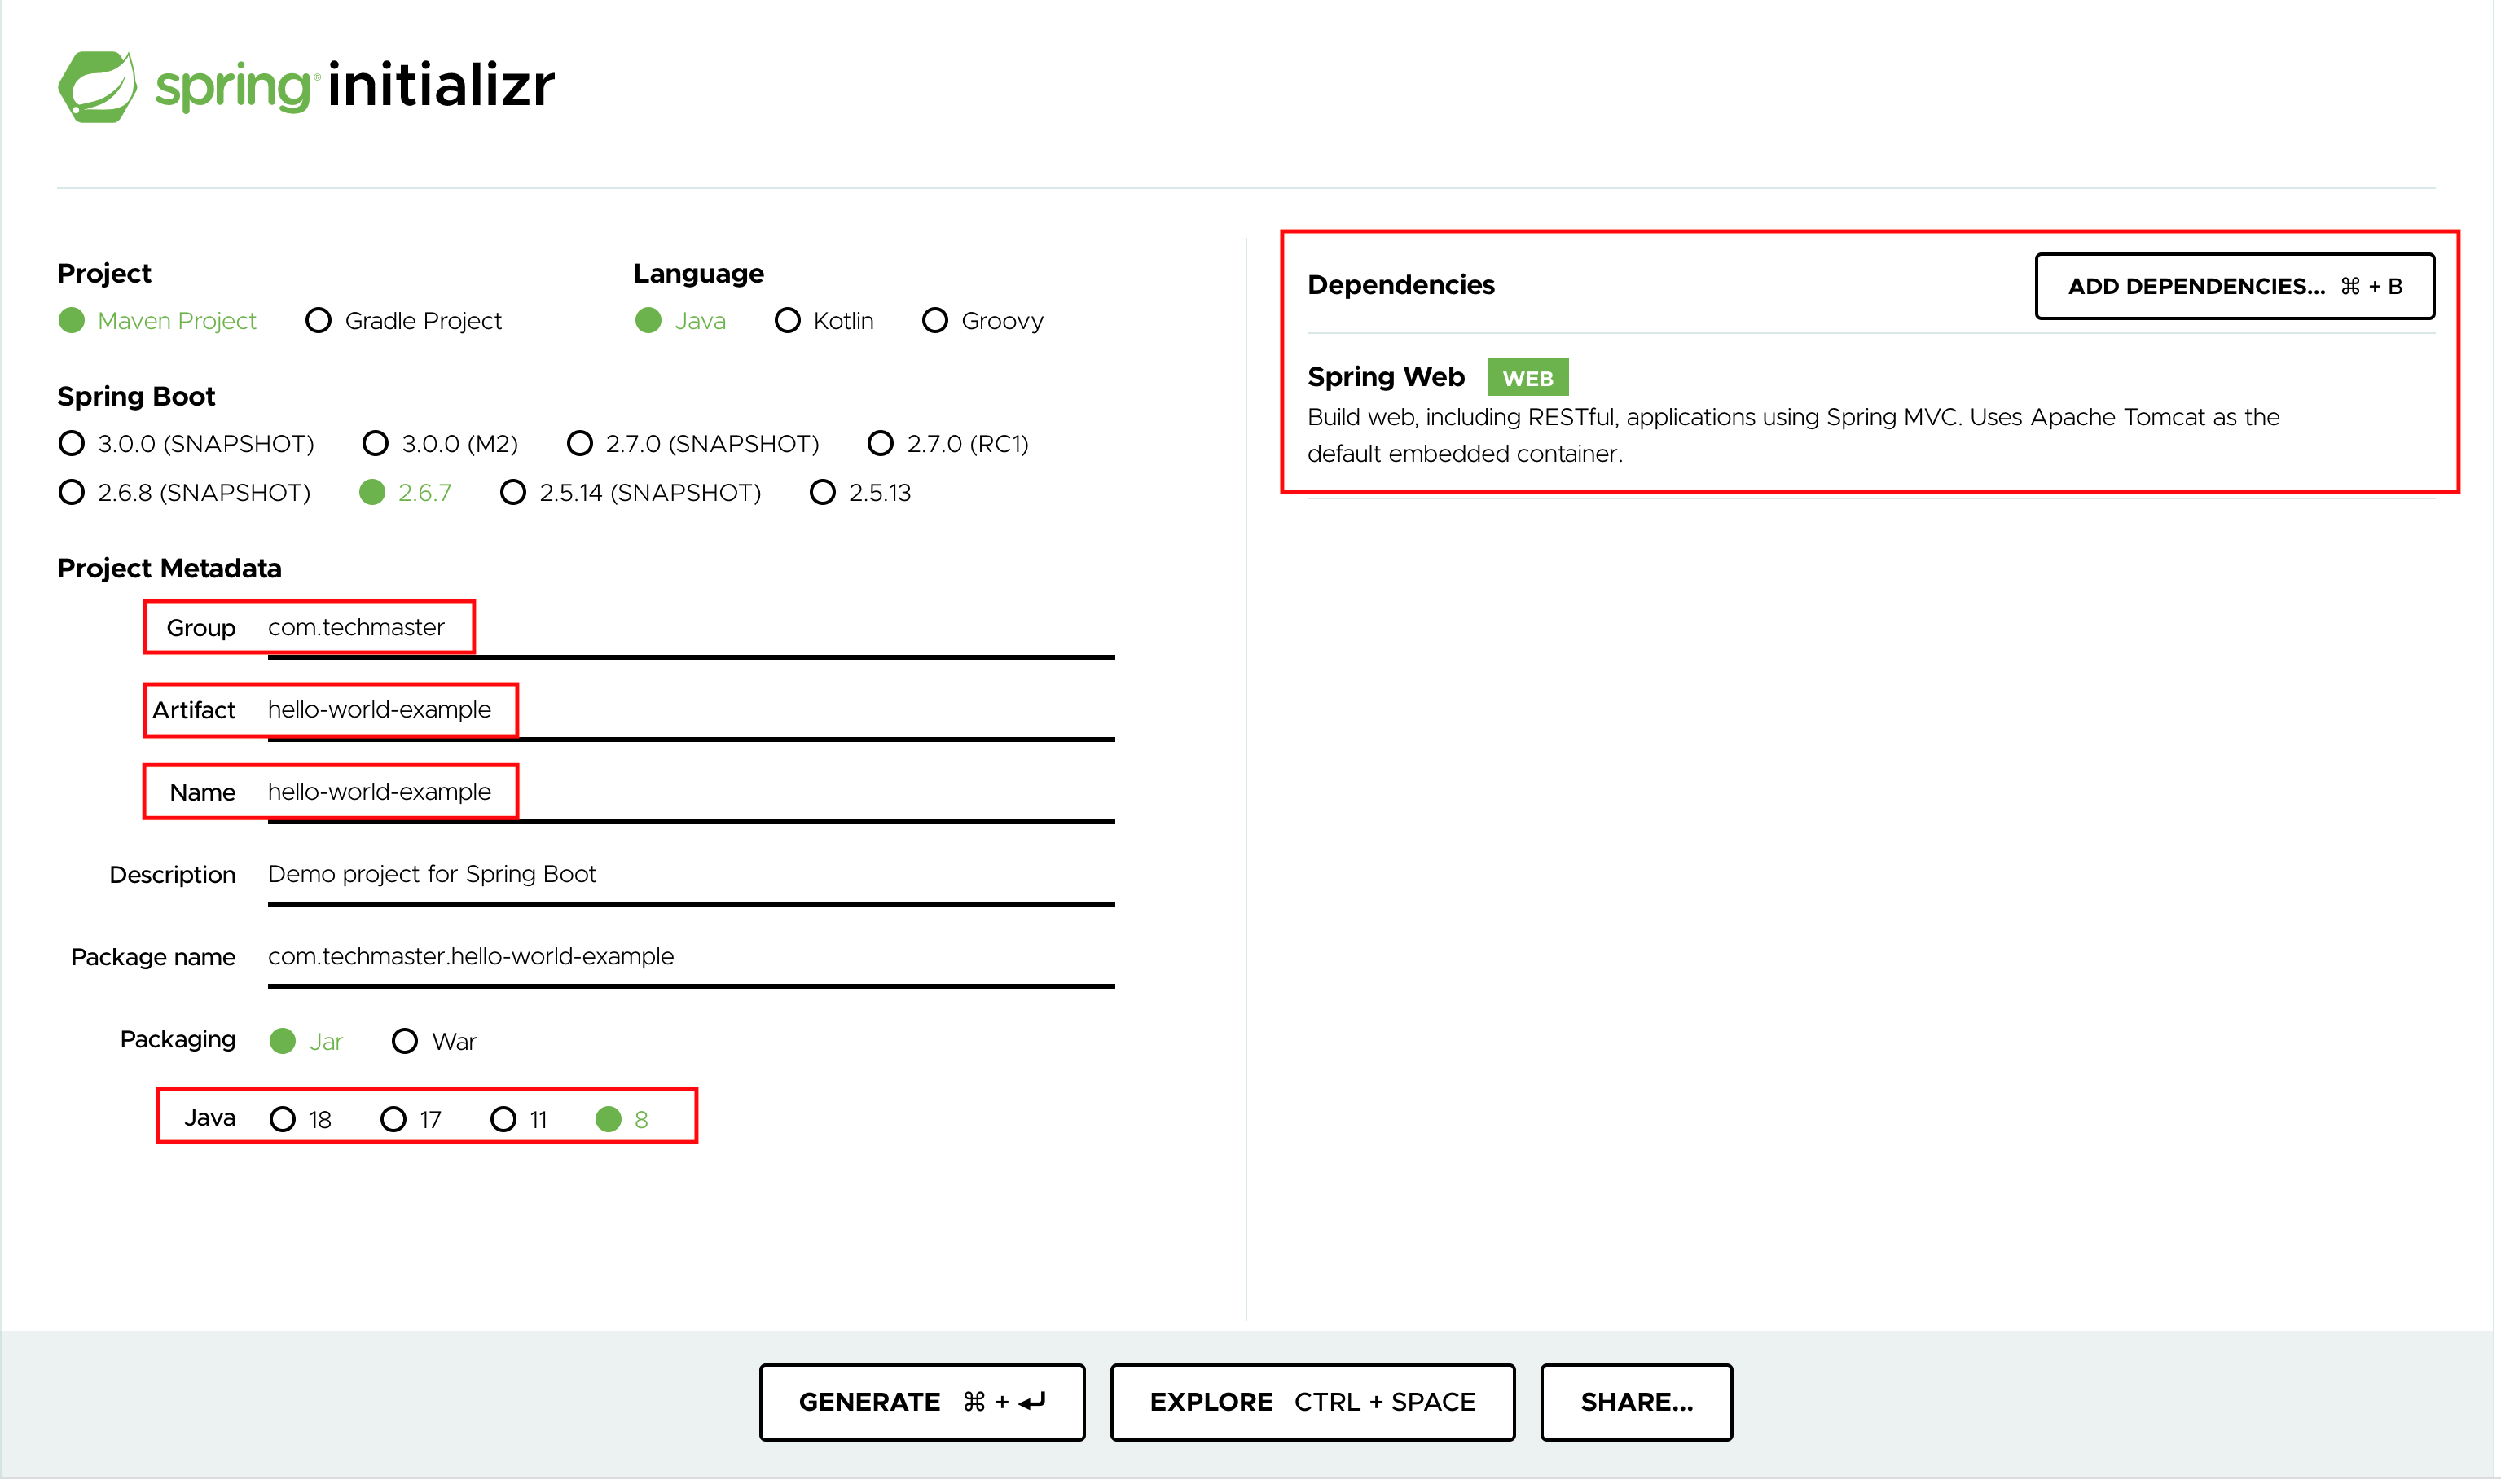 spring initializr
Project
Maven Project Gradle Project
Language
Java Kotlin Groovy
Spring Boot
3.0.0 (SNAPSHOT) 3.0.0 (M2) 2.7.0 (SNAPSHOT) 2.7.0 (RC1)
2.6.8 (SNAPSHOT) 2.6.7 2.5.14 (SNAPSHOT) 2.5.13
Project Metadata
Group com.techmaster
Artifact hello-world-example
Name hello-world-example
Description Demo project for Spring Boot
Package name com.techmaster.hello-world-example
Packaging Jar War
Java 18 17 11 8
Dependencies
ADD DEPENDENCIES... ⌘ + B
Spring Web WEB
Build web, including RESTful, applications using Spring MVC. Uses Apache Tomcat as the
default embedded container.
GENERATE ⌘ + ⏎
EXPLORE CTRL + SPACE
SHARE...